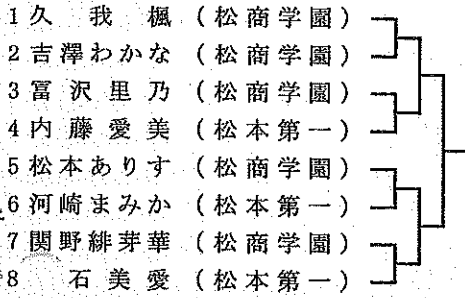 1 久我楓 (松商学園)
2 吉澤わかな (松商学園)
3 冨沢里乃 (松商学園)
4 内藤愛美 (松本第一)
5 松本ありす (松商学園)
6 河崎まみか (松本第一)
7 関野緋芽華 (松商学園)
8 石美愛 (松本第一)